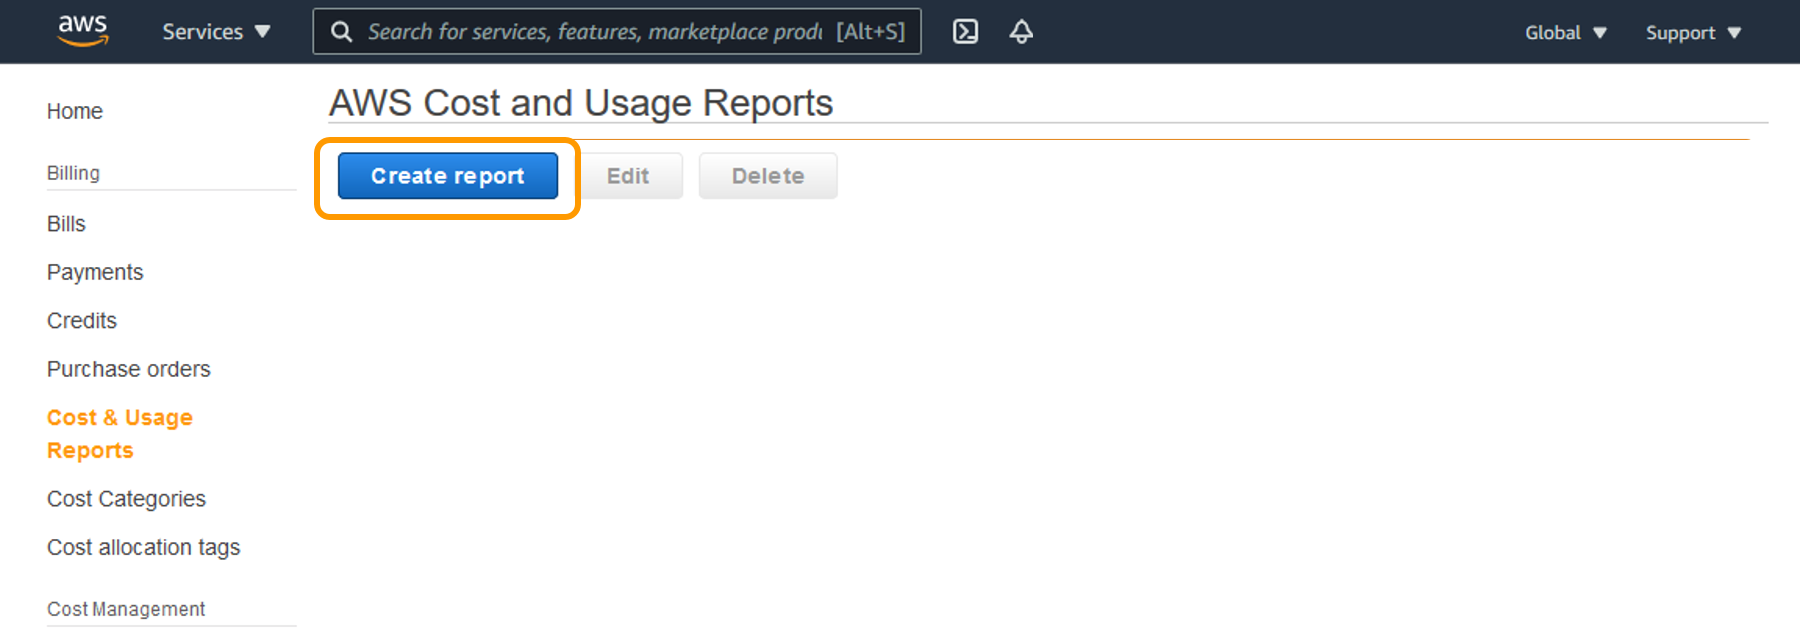 aws
Services
Search for services, features, marketplace produ [Alt+S]
Global
Support
Home
Billing
Bills
Payments
Credits
Purchase orders
Cost & Usage
Reports
Cost Categories
Cost allocation tags
Cost Management
AWS Cost and Usage Reports
Create report
Edit
Delete